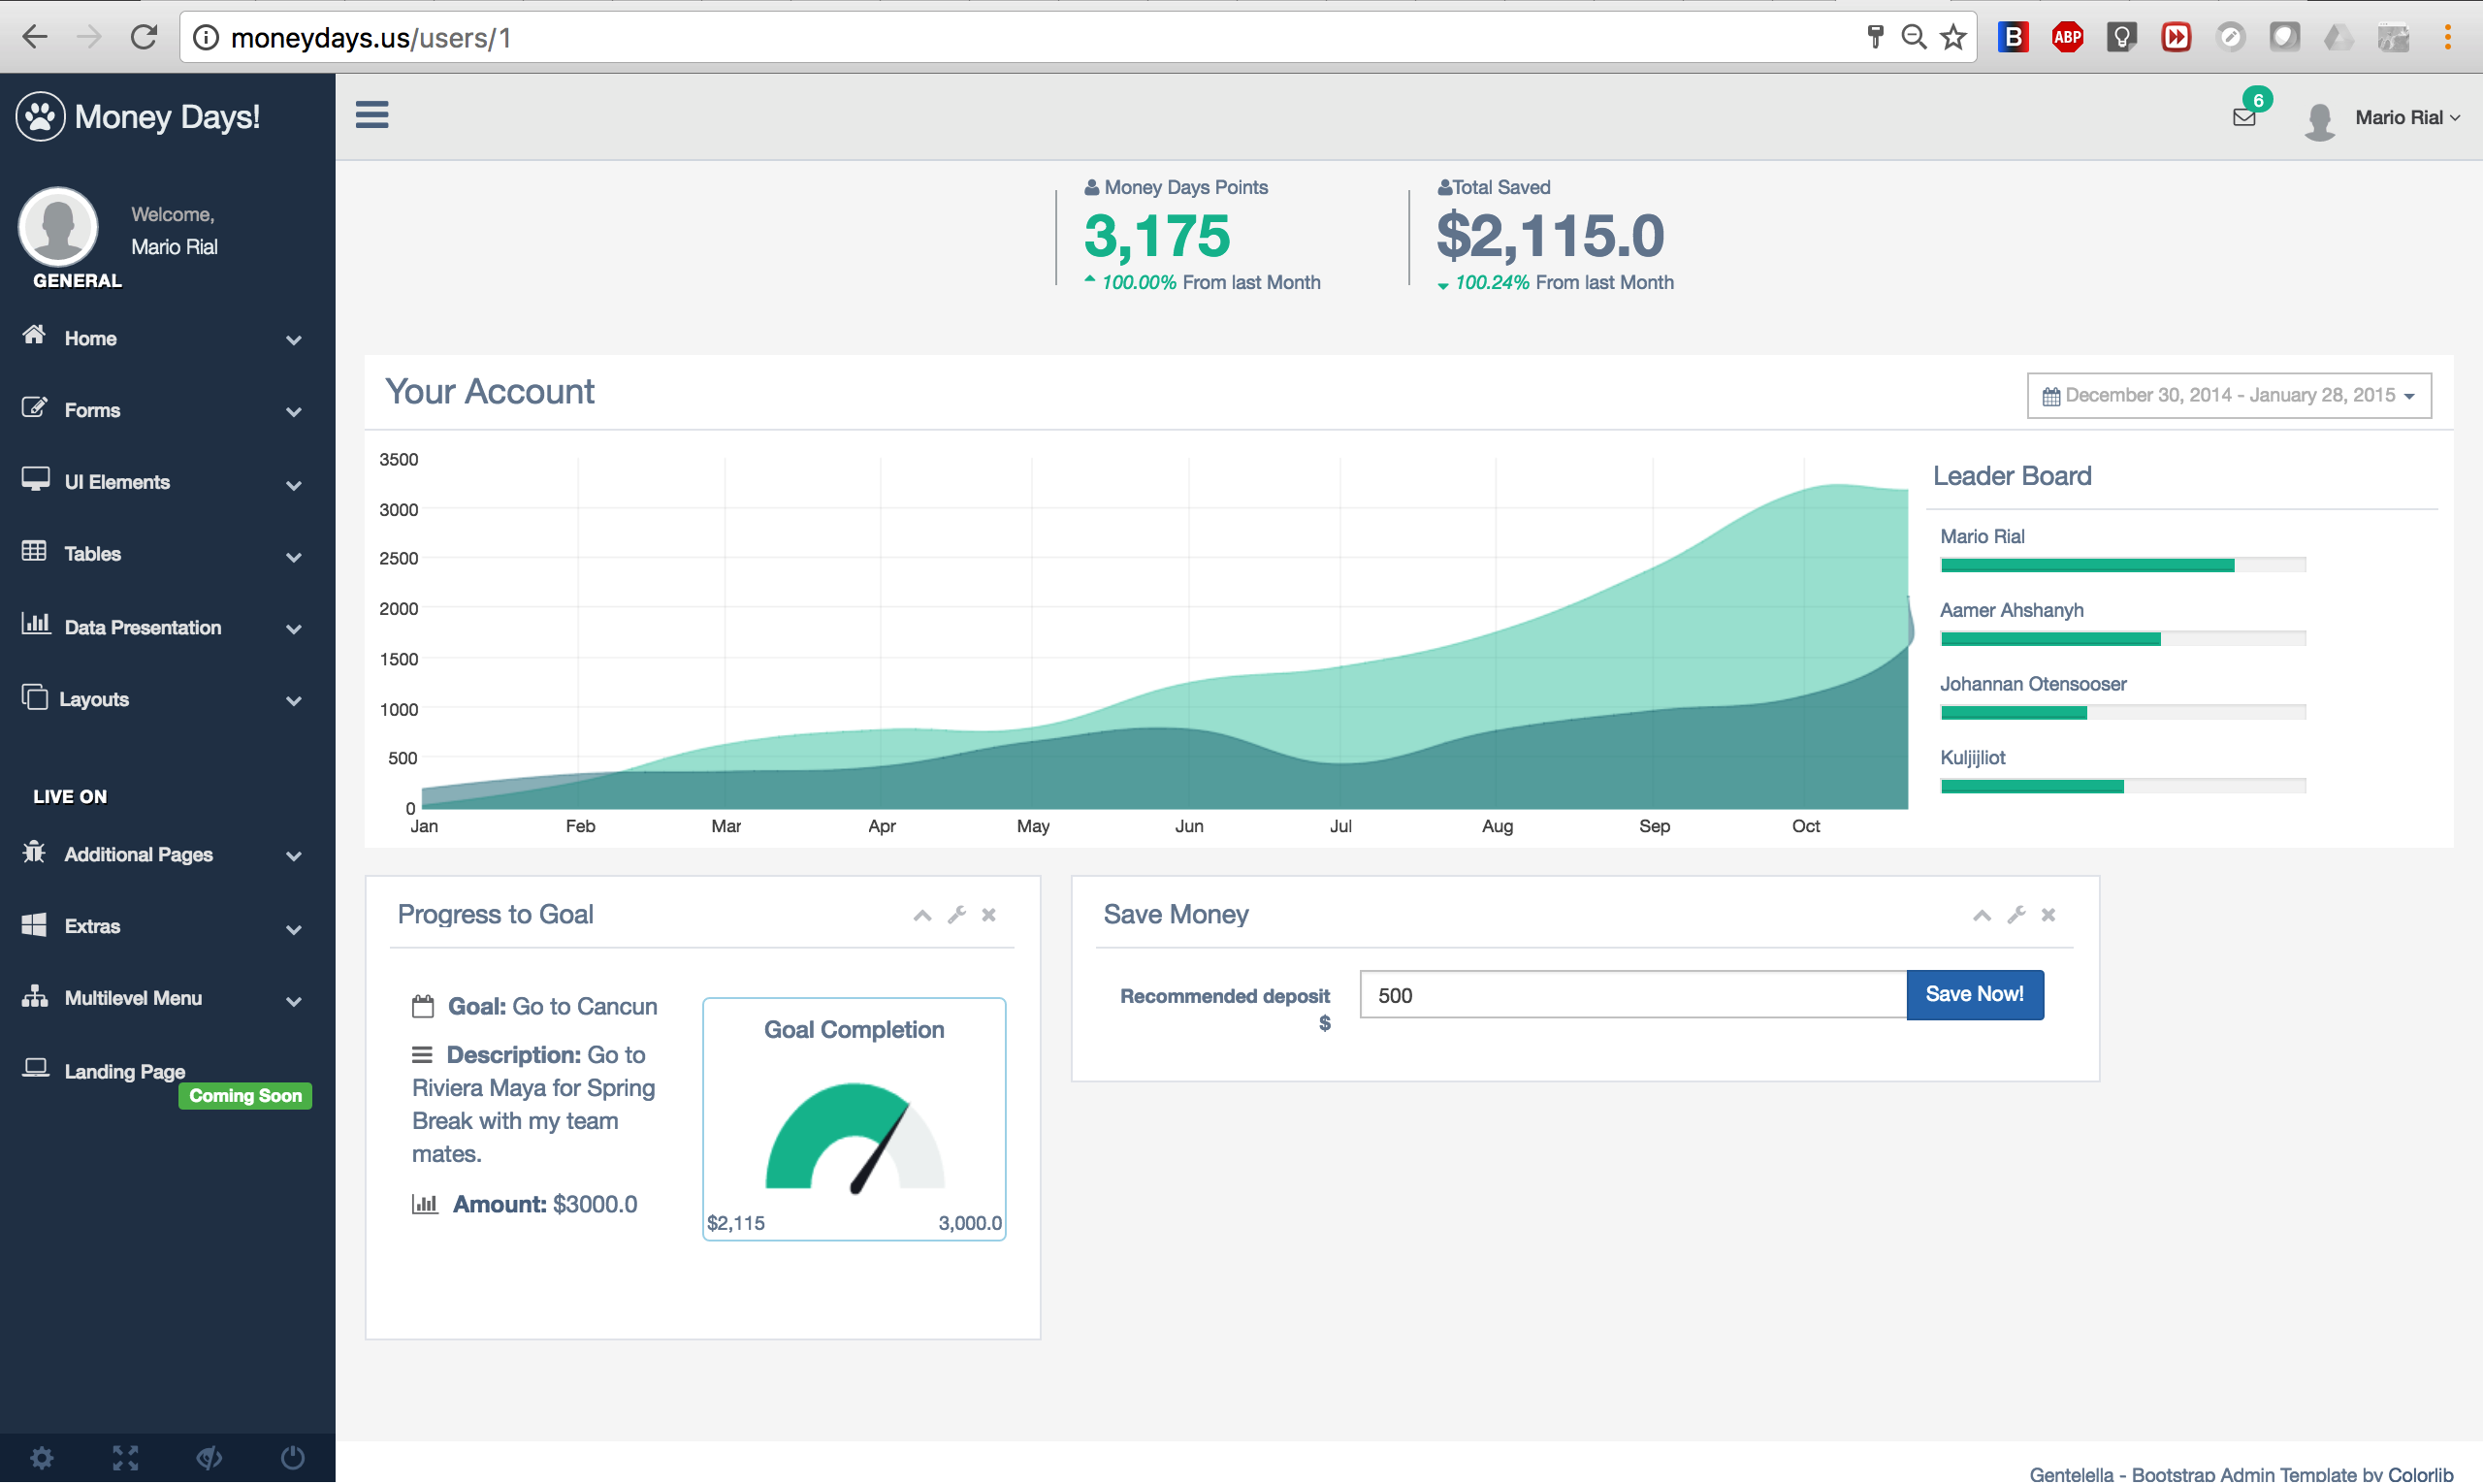 moneydays.us/users/1
B
ABP
Money Days!
6
Mario Rial
Welcome,
Mario Rial
GENERAL
Home
Forms
UI Elements
Tables
Data Presentation
Layouts
LIVE ON
Additional Pages
Extras
Multilevel Menu
Landing Page
Coming Soon
Money Days Points
3,175
100.00% From last Month
Total Saved
$2,115.0
100.24% From last Month
Your Account
December 30, 2014 - January 28, 2015
3500
3000
2500
2000
1500
1000
500
0
Jan Feb Mar Apr May Jun Jul Aug Sep Oct
Leader Board
Mario Rial
Aamer Ahshanyh
Johannan Otensooser
Kuljijliot
Progress to Goal
Goal: Go to Cancun
Description: Go to
Riviera Maya for Spring
Break with my team
mates.
Amount: $3000.0
Goal Completion
$2,115 3,000.0
Save Money
Recommended deposit
$
500
Save Now!
Gentelella - Bootstrap Admin Template by Colorlib